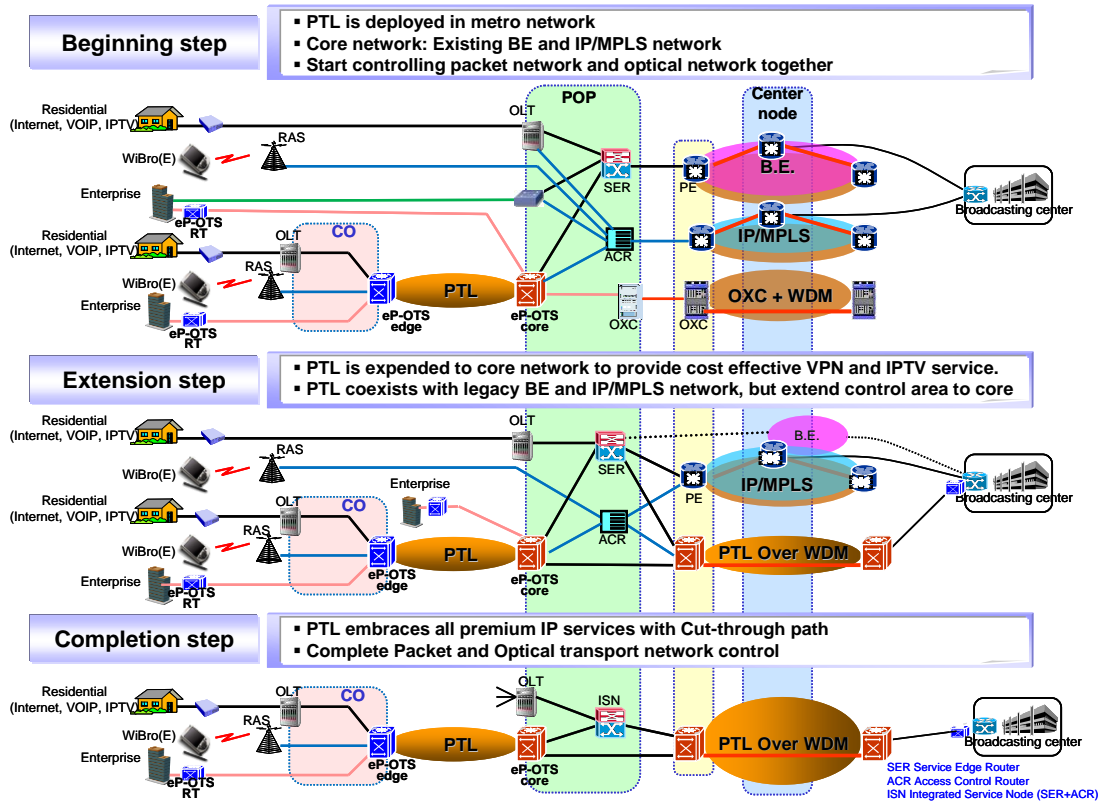 Beginning step
▪ PTL is deployed in metro network
▪ Core network: Existing BE and IP/MPLS network
▪ Start controlling packet network and optical network together
POP
Center
node
Residential
(Internet, VOIP, IPTV)
OLT
RAS
WiBro(E)
SER
PE
B.E.
Enterprise
eP-OTS
RT
Broadcasting center
Residential
(Internet, VOIP, IPTV)
OLT
CO
ACR
IP/MPLS
RAS
WiBro(E)
PTL
OXC + WDM
Enterprise
eP-OTS
edge
eP-OTS
core
OXC
OXC
eP-OTS
RT
Extension step
▪ PTL is expended to core network to provide cost effective VPN and IPTV service.
▪ PTL coexists with legacy BE and IP/MPLS network, but extend control area to core
Residential
(Internet, VOIP, IPTV)
OLT
B.E.
RAS
SER
WiBro(E)
Enterprise
PE
IP/MPLS
Broadcasting center
Residential
(Internet, VOIP, IPTV)
OLT
CO
ACR
RAS
WiBro(E)
PTL
PTL Over WDM
Enterprise
eP-OTS
edge
eP-OTS
core
eP-OTS
RT
Completion step
▪ PTL embraces all premium IP services with Cut-through path
▪ Complete Packet and Optical transport network control
Residential
(Internet, VOIP, IPTV)
OLT
CO
OLT
ISN
RAS
WiBro(E)
PTL
PTL Over WDM
Broadcasting center
Enterprise
eP-OTS
edge
eP-OTS
core
eP-OTS
RT
SER Service Edge Router
ACR Access Control Router
ISN Integrated Service Node (SER+ACR)